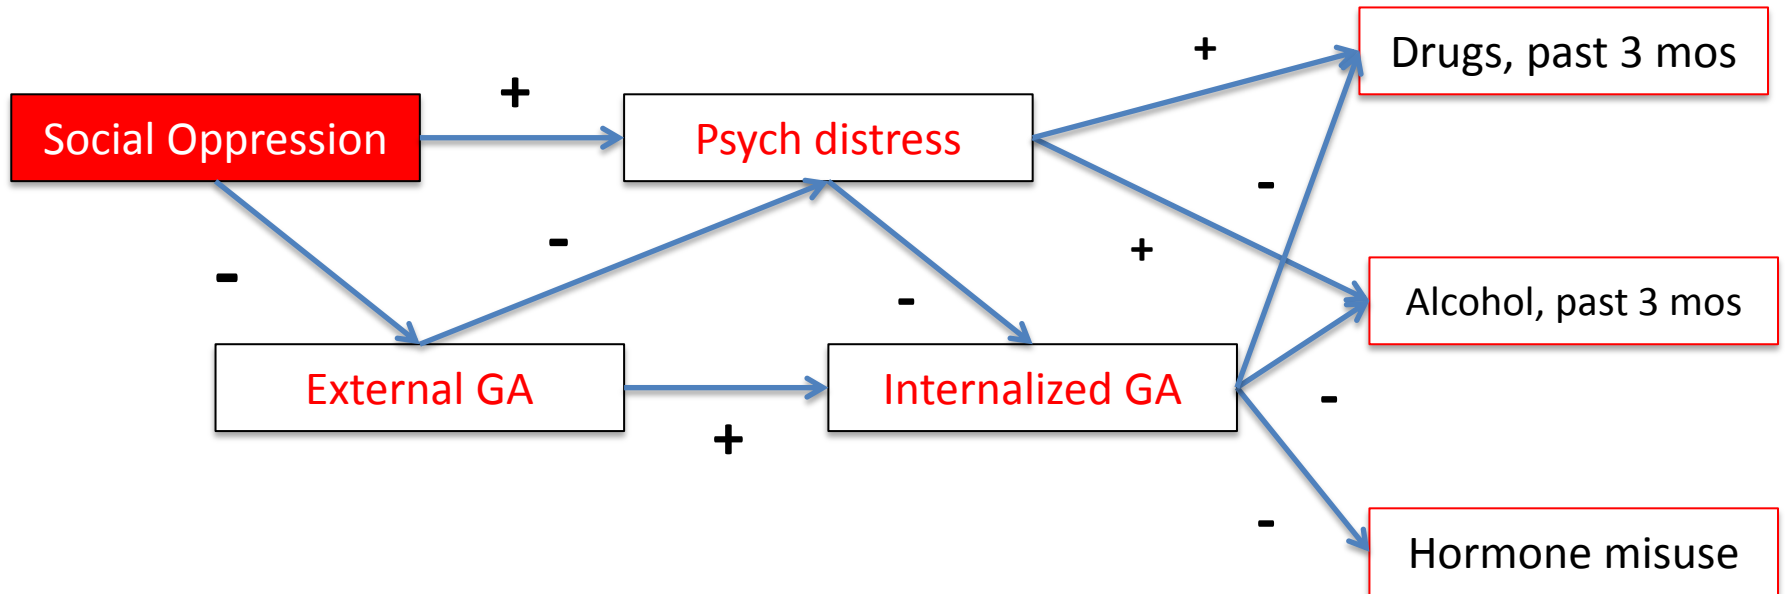 Drugs, past 3 mos
+
+
Social Oppression
Psych distress
-
-
+
-
-
Alcohol, past 3 mos
External GA
Internalized GA
-
+
-
Hormone misuse